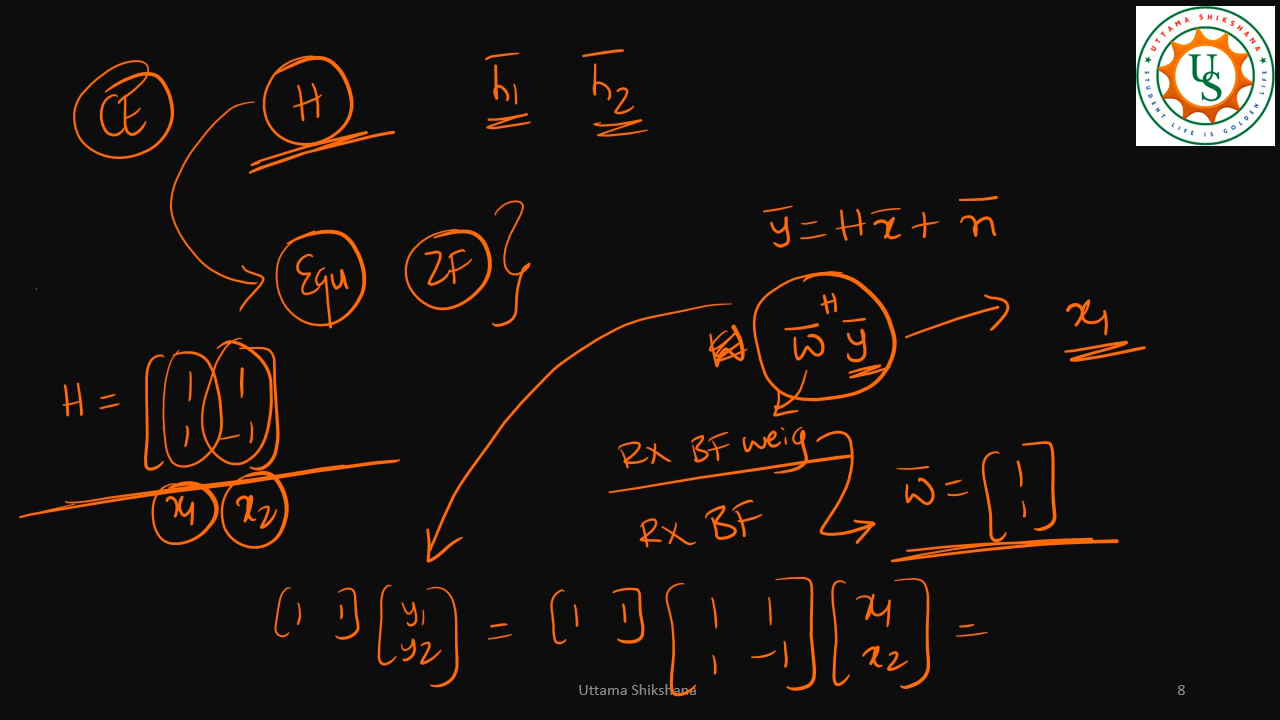 CE H h̅₁ h̅₂
y̅ = Hx̅ + n̅
Equ ZF }
w̅ᴴ y̅ → x₁
H = [1 1
1 -1]
x₁ x₂
RX BF weig
RX BF
w̅ = [1
1]
[1 1] [y₁ = [1 1] [1 1 [x₁ =
y₂] 1 -1] x₂]
Uttama Shikshana 8
UTTAMA SHIKSHANA
US
STUDENT LIFE IS GOLDEN LIFE